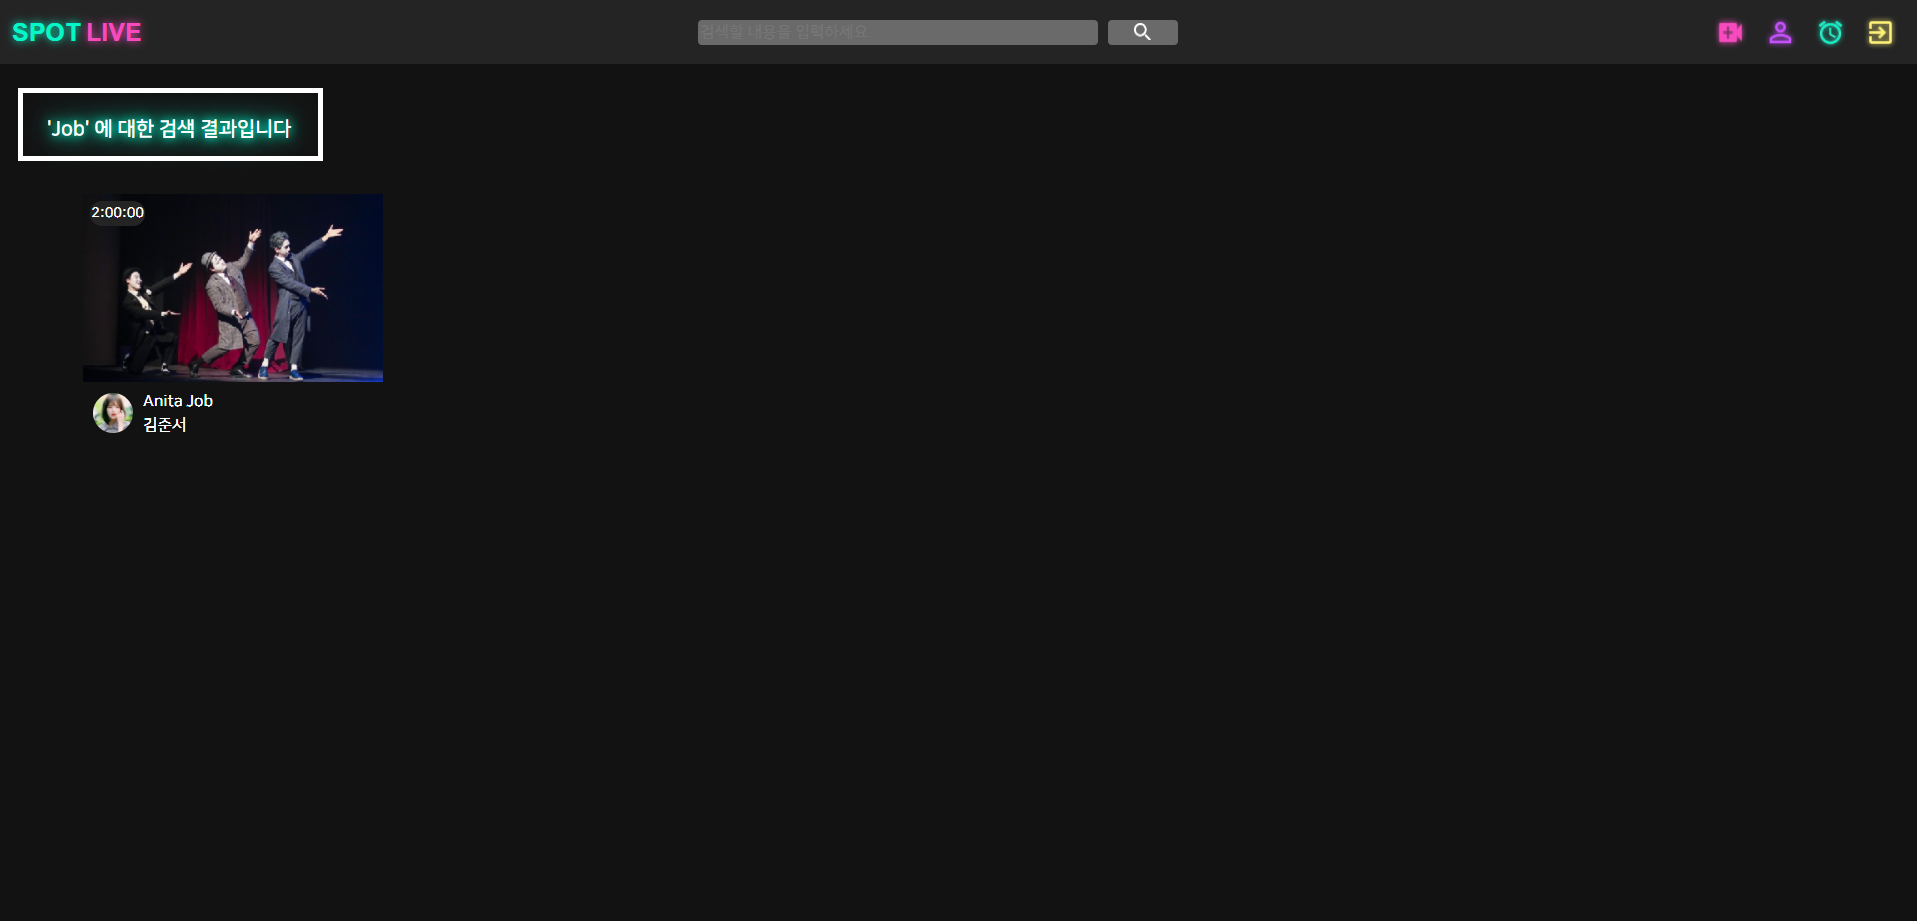 SPOT LIVE
검색할 내용을 입력하세요
'Job' 에 대한 검색 결과입니다
2:00:00
Anita Job
김준서